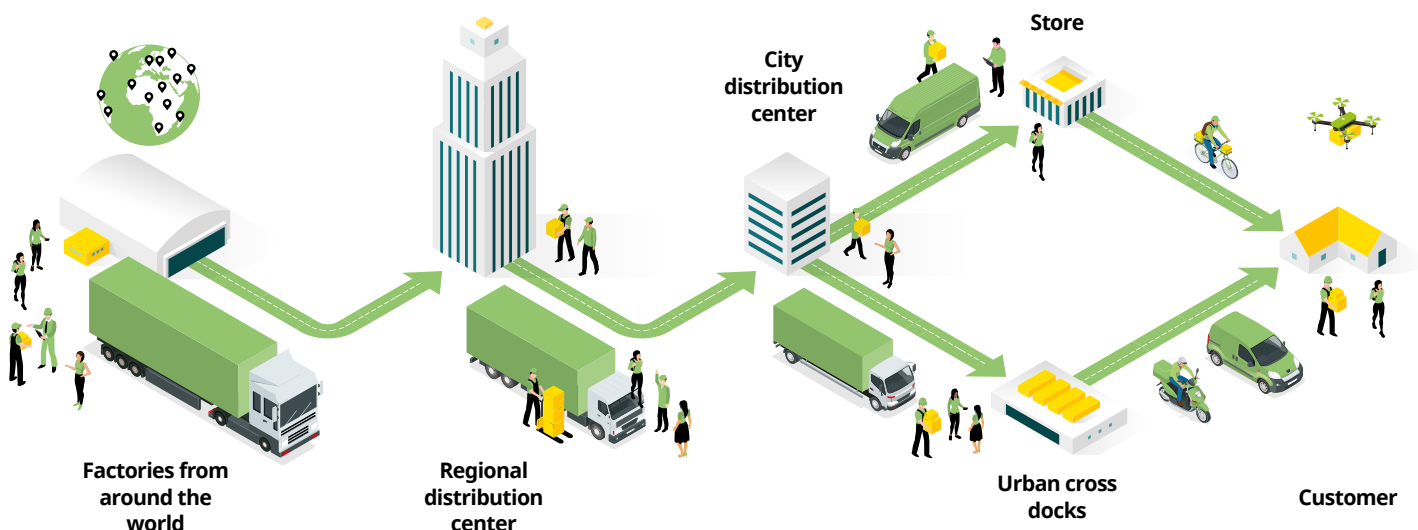 Store
City
distribution
center
Factories from
around the
world
Regional
distribution
center
Urban cross
docks
Customer